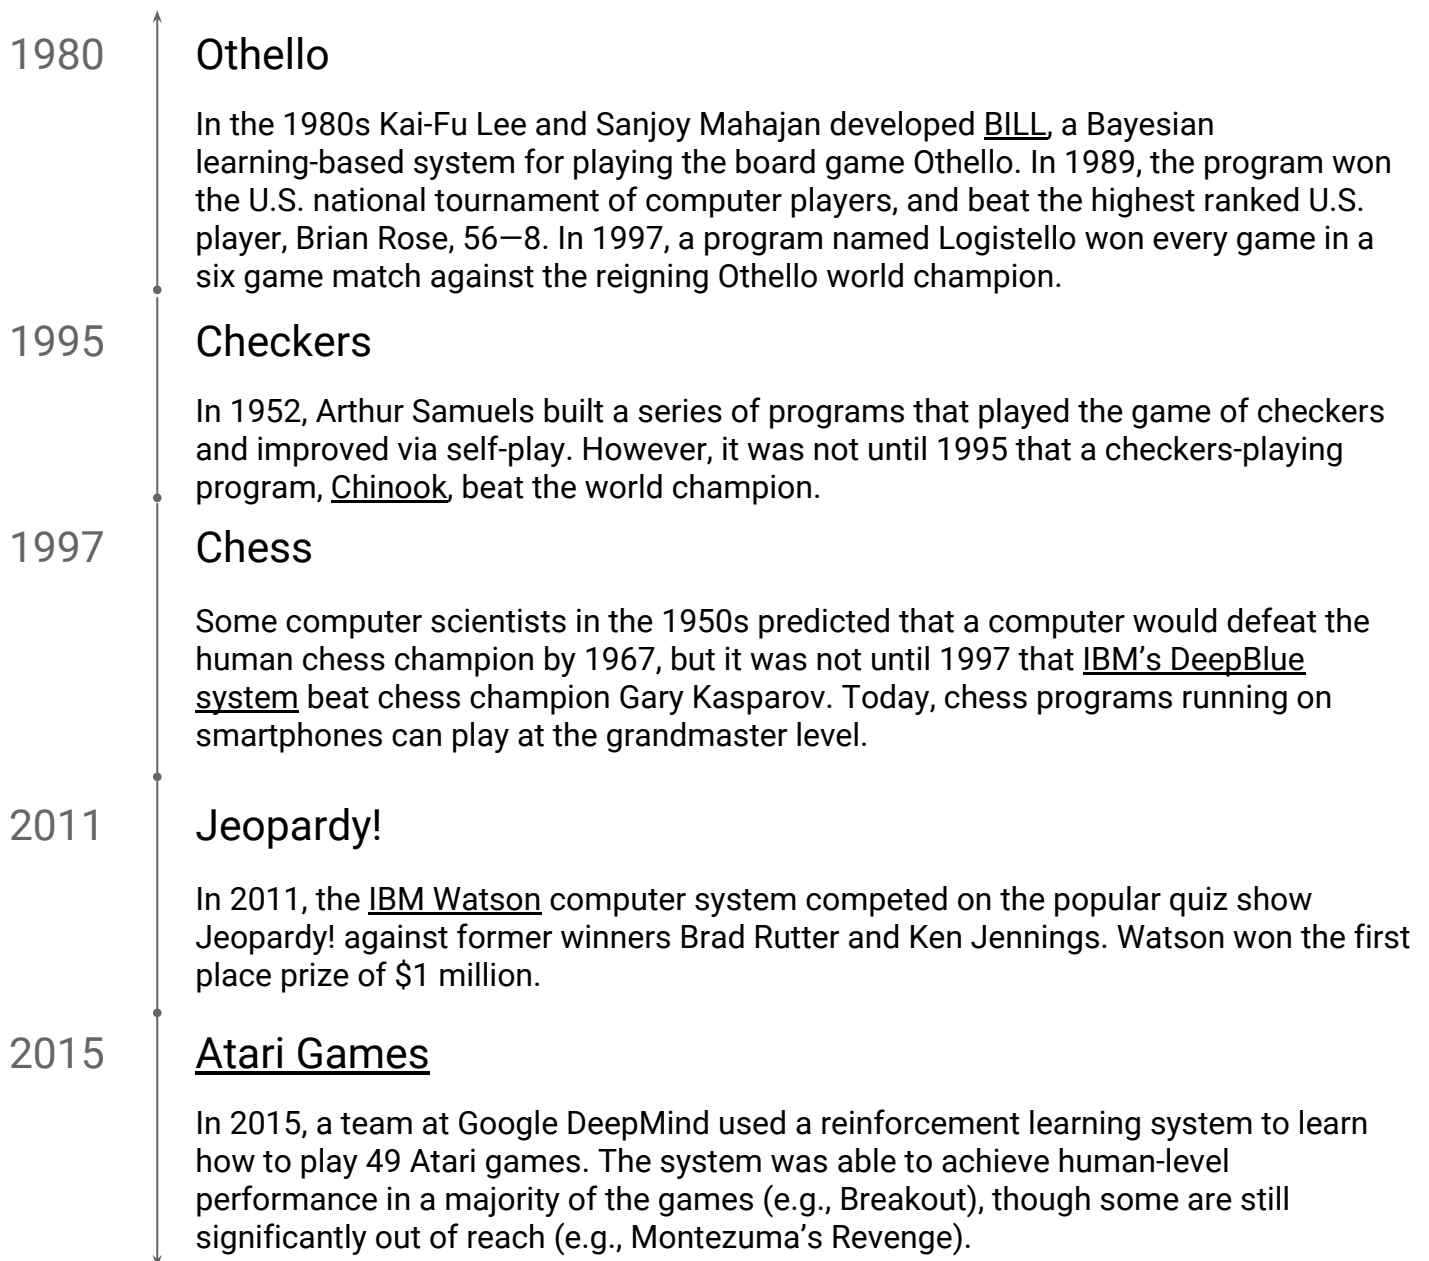 1980
Othello
In the 1980s Kai-Fu Lee and Sanjoy Mahajan developed BILL, a Bayesian
learning-based system for playing the board game Othello. In 1989, the program won
the U.S. national tournament of computer players, and beat the highest ranked U.S.
player, Brian Rose, 56—8. In 1997, a program named Logistello won every game in a
six game match against the reigning Othello world champion.
1995
Checkers
In 1952, Arthur Samuels built a series of programs that played the game of checkers
and improved via self-play. However, it was not until 1995 that a checkers-playing
program, Chinook, beat the world champion.
1997
Chess
Some computer scientists in the 1950s predicted that a computer would defeat the
human chess champion by 1967, but it was not until 1997 that IBM’s DeepBlue
system beat chess champion Gary Kasparov. Today, chess programs running on
smartphones can play at the grandmaster level.
2011
Jeopardy!
In 2011, the IBM Watson computer system competed on the popular quiz show
Jeopardy! against former winners Brad Rutter and Ken Jennings. Watson won the first
place prize of $1 million.
2015
Atari Games
In 2015, a team at Google DeepMind used a reinforcement learning system to learn
how to play 49 Atari games. The system was able to achieve human-level
performance in a majority of the games (e.g., Breakout), though some are still
significantly out of reach (e.g., Montezuma’s Revenge).